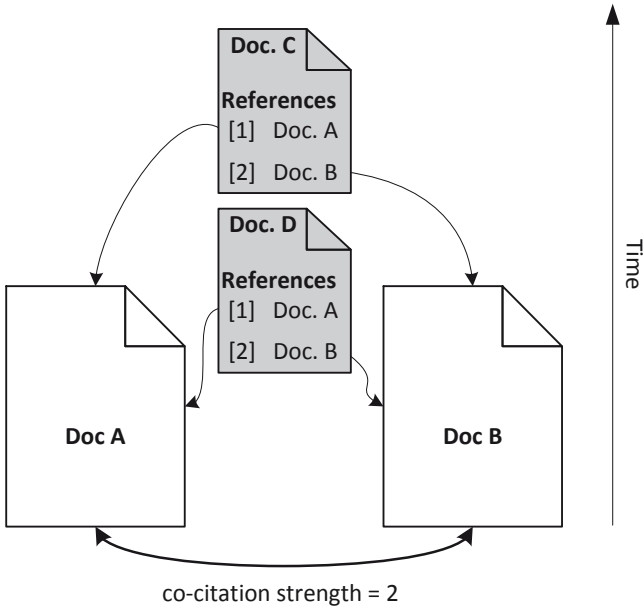 Doc. C
References
[1] Doc. A
[2] Doc. B
Doc. D
References
[1] Doc. A
[2] Doc. B
Time
Doc A
Doc B
co-citation strength = 2